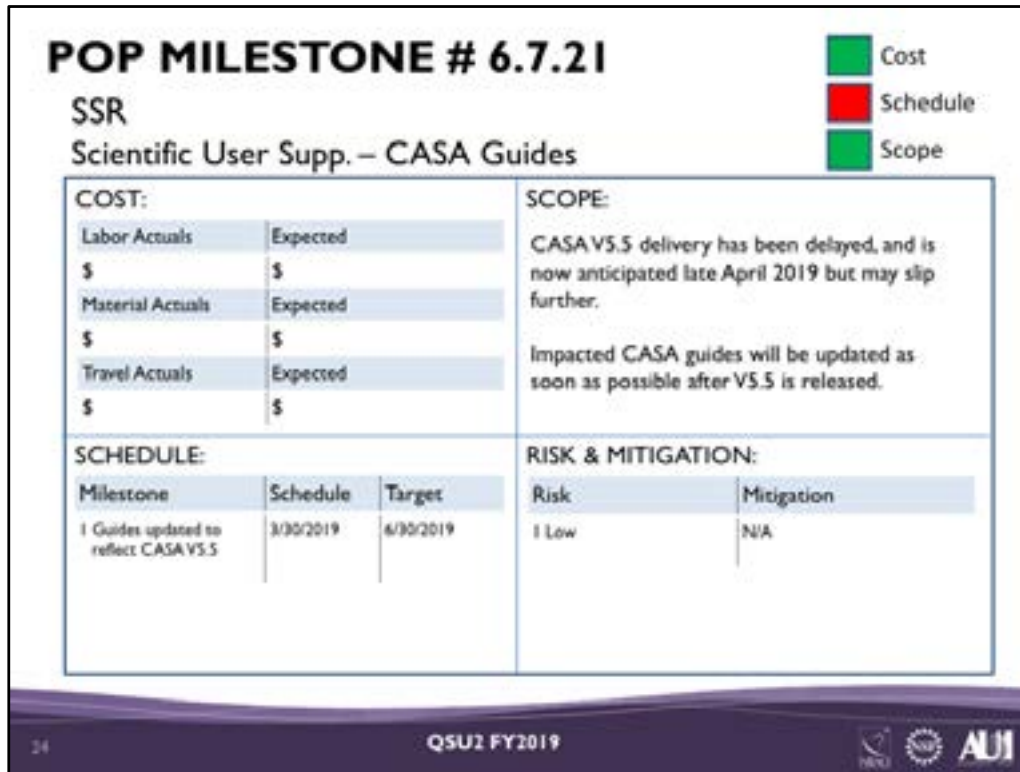 POP MILESTONE # 6.7.21
SSR
Scientific User Supp. – CASA Guides
Cost
Schedule
Scope
COST:
Labor Actuals Expected
$ $
Material Actuals Expected
$ $
Travel Actuals Expected
$ $
SCOPE:
CASA V5.5 delivery has been delayed, and is
now anticipated late April 2019 but may slip
further.
Impacted CASA guides will be updated as
soon as possible after V5.5 is released.
SCHEDULE:
Milestone Schedule Target
1 Guides updated to 3/30/2019 6/30/2019
reflect CASA V5.5
RISK & MITIGATION:
Risk Mitigation
1 Low N/A
24
QSU2 FY2019
NRAO
NSF
AUI